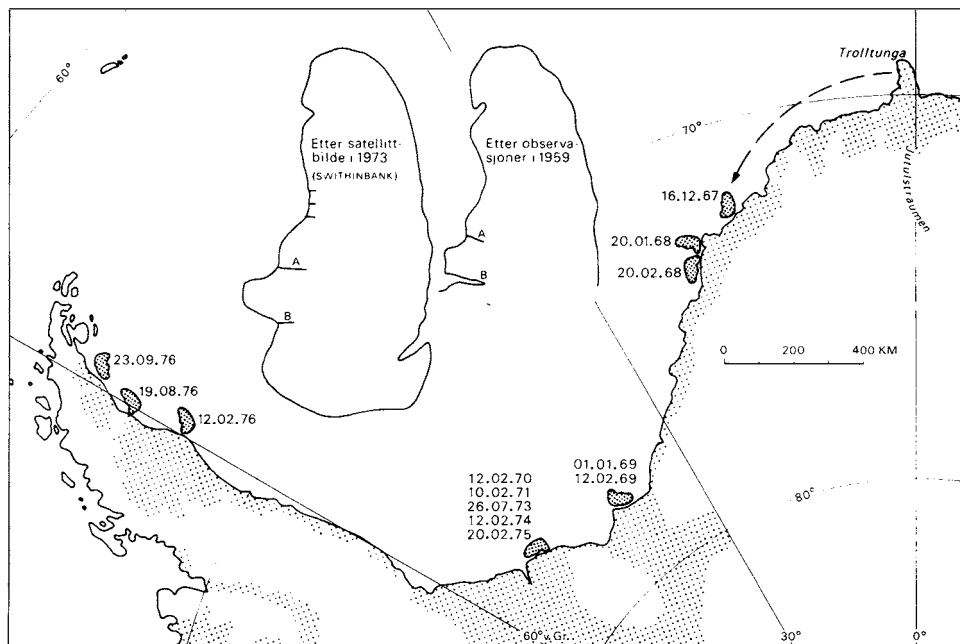 60°
Trolltunga
Etter satellitt-
bilde i 1973
(SWITHINBANK)
Etter observa-
sjoner i 1959
70°
Jutulstraumen
16.12.67
A
A
20.01.68
B
20.02.68
B
0 200 400 KM
23.09.76
19.08.76
12.02.76
01.01.69
12.02.69
12.02.70
10.02.71
26.07.73
12.02.74
20.02.75
80°
60° v. Gr.
30°
0°